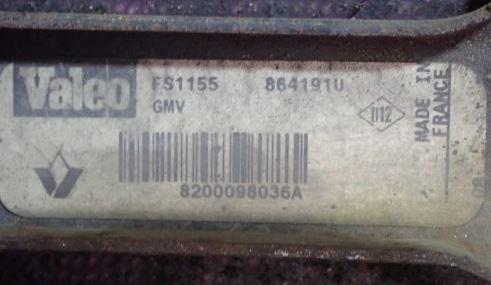 Valeo FS1155 864191U
GMV D12
8200098036A
MADE IN
FRANCE